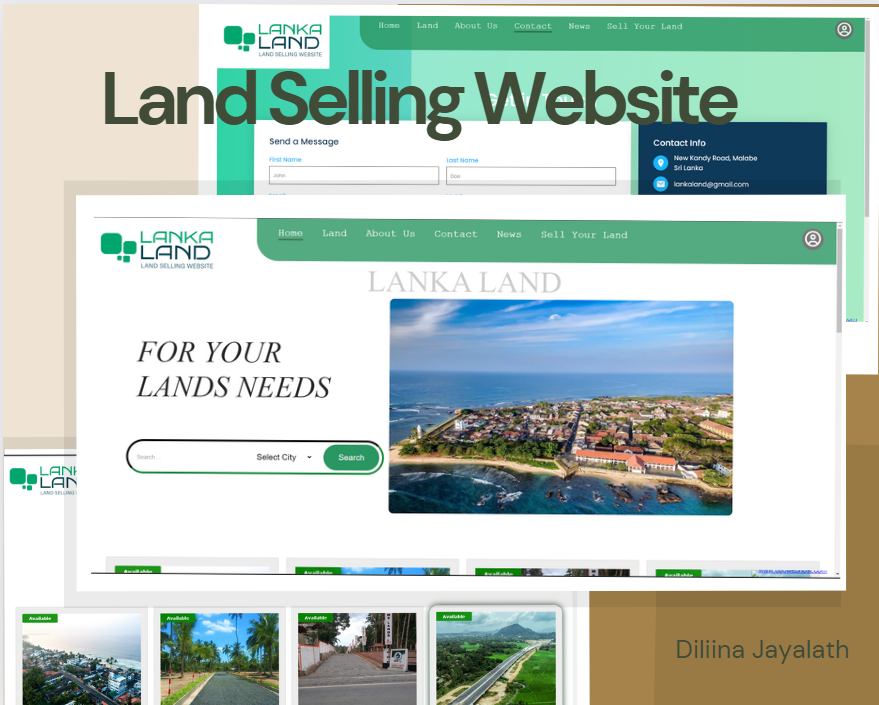 LANKA
LAND
LAND SELLING WEBSITE
Home Land About Us Contact News Sell Your Land
Land Selling Website
Send a Message
First Name
Last Name
John
Doe
Contact Info
New Kandy Road, Malabe
Sri Lanka
lankaland@gmail.com
LANKA
LAND
LAND SELLING WEBSITE
Home Land About Us Contact News Sell Your Land
LANKA LAND
FOR YOUR
LANDS NEEDS
Search...
Select City
Search
Available
Available
Available
Available
LAND SELLING
Available
Available
Available
Available
Diliina Jayalath